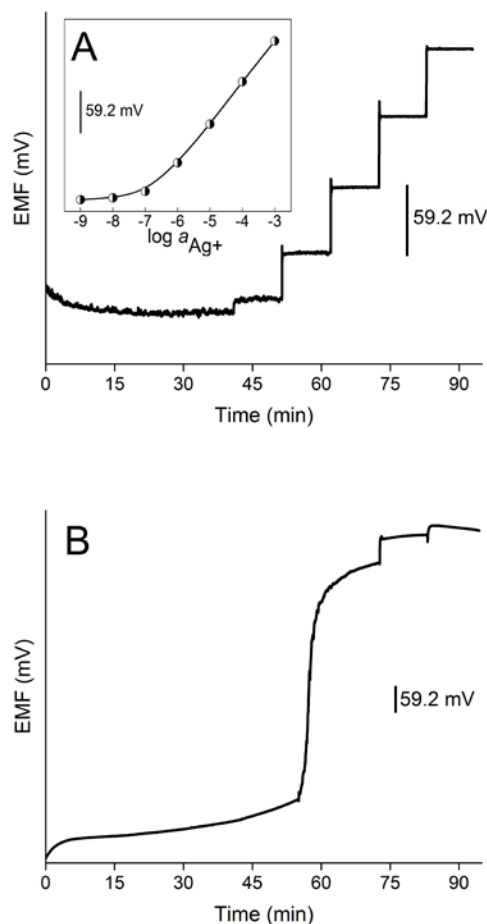 A
59.2 mV
-9 -8 -7 -6 -5 -4 -3
log aAg+
EMF (mV)
59.2 mV
0 15 30 45 60 75 90
Time (min)
B
EMF (mV)
59.2 mV
0 15 30 45 60 75 90
Time (min)